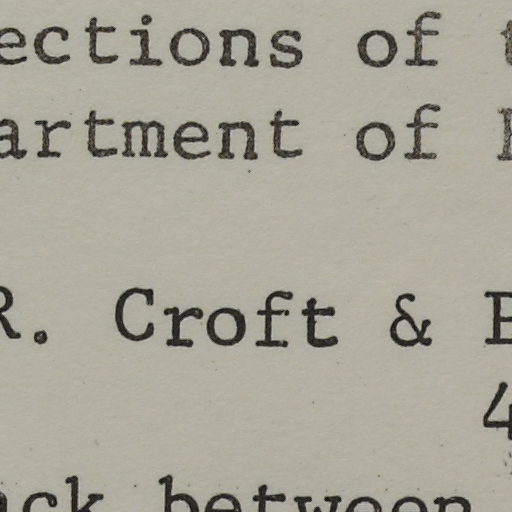 ections of t
artment of
R. Croft & B
4
ack between